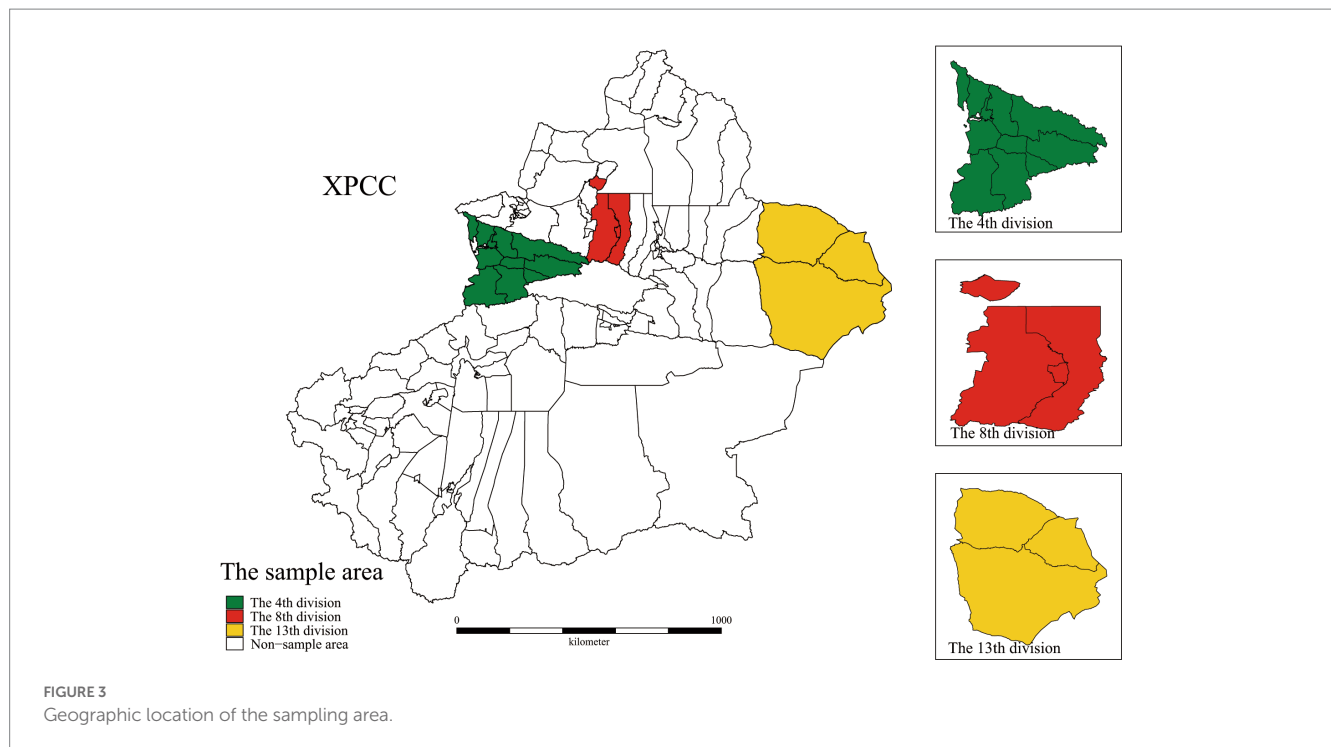 XPCC
The 4th division
The 8th division
The 13th division
The sample area
The 4th division
The 8th division
The 13th division
Non−sample area
0 1000
kilometer
FIGURE 3
Geographic location of the sampling area.